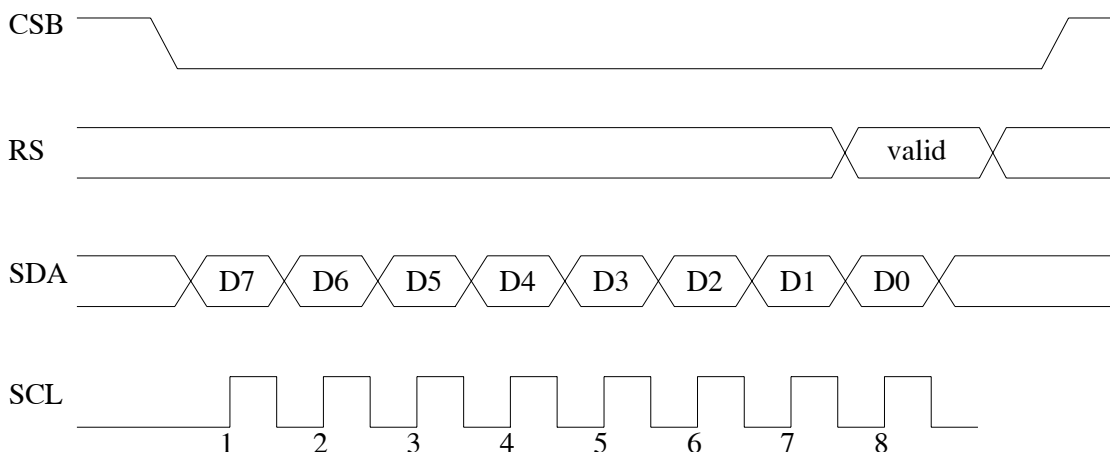 CSB
RS valid
SDA D7 D6 D5 D4 D3 D2 D1 D0
SCL
1 2 3 4 5 6 7 8